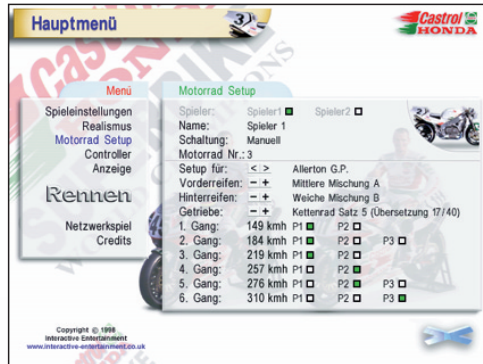 Hauptmenü
3
Castrol
HONDA
Menü
Spieleinstellungen
Realismus
Motorrad Setup
Controller
Anzeige
Rennen
Netzwerkspiel
Credits
Motorrad Setup
Spieler: Spieler1 Spieler2
Name: Spieler 1
Schaltung: Manuell
Motorrad Nr.: 3
Setup für: < > Allerton G.P.
Vorderreifen: - + Mittlere Mischung A
Hinterreifen: - + Weiche Mischung B
Getriebe: - + Kettenrad Satz 5 (Übersetzung 17/40)
1. Gang: 149 kmh P1 P2
2. Gang: 184 kmh P1 P2 P3
3. Gang: 219 kmh P1 P2
4. Gang: 257 kmh P1 P2
5. Gang: 276 kmh P1 P2 P3
6. Gang: 310 kmh P1 P2 P3
Copyright © 1998
Interactive Entertainment
www.interactive-entertainment.co.uk